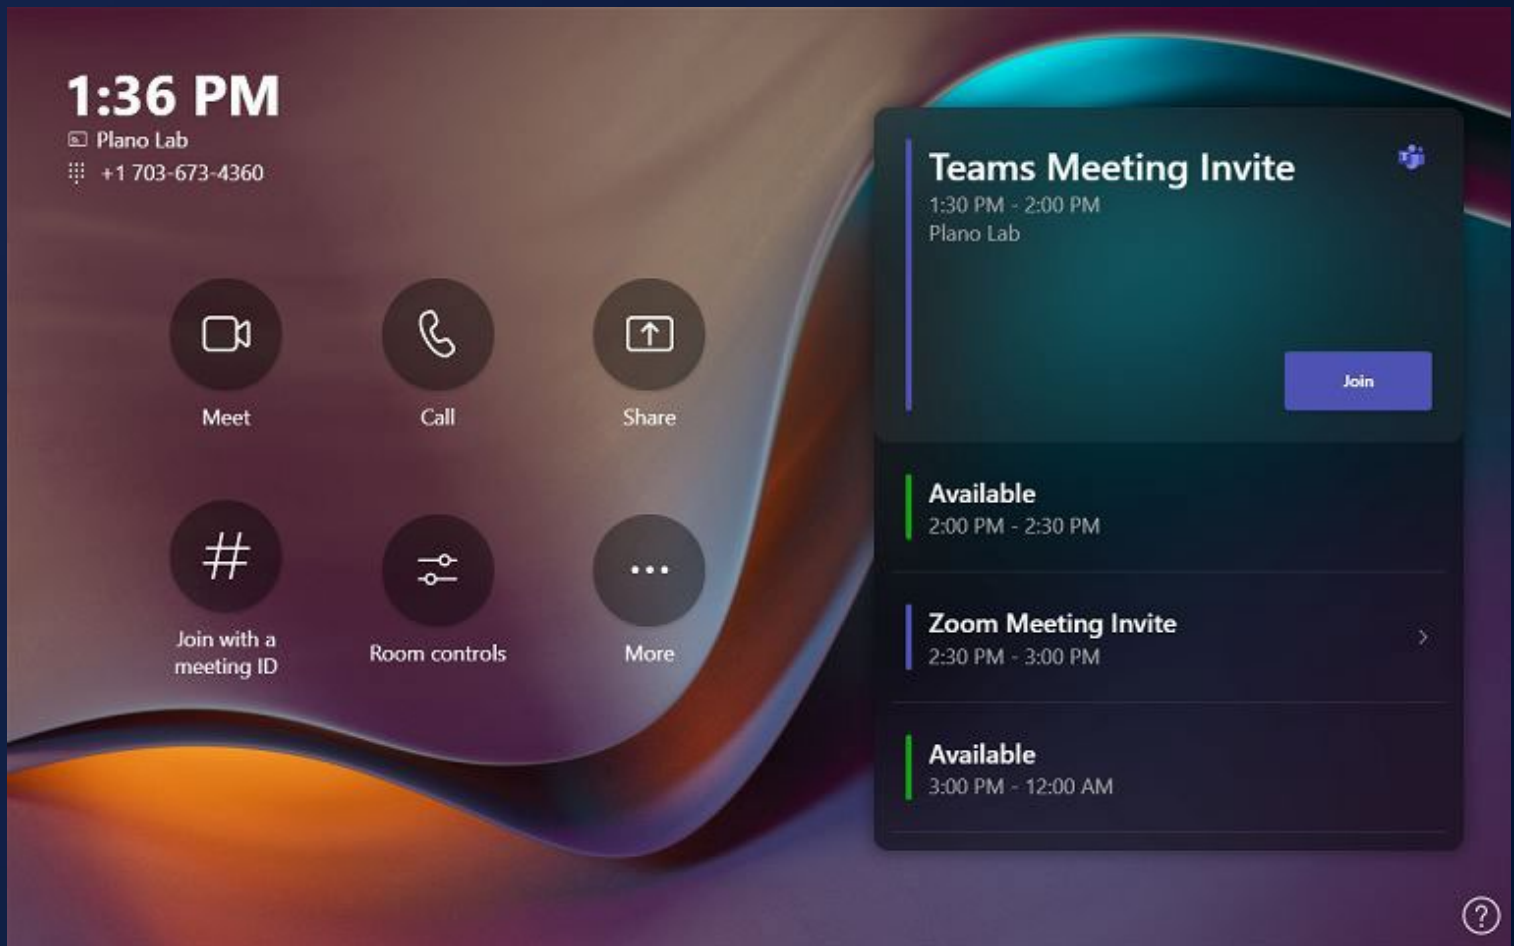 1:36 PM
Plano Lab
+1 703-673-4360
Meet
Call
Share
Join with a
meeting ID
Room controls
More
Teams Meeting Invite
1:30 PM - 2:00 PM
Plano Lab
Join
Available
2:00 PM - 2:30 PM
Zoom Meeting Invite
2:30 PM - 3:00 PM
Available
3:00 PM - 12:00 AM